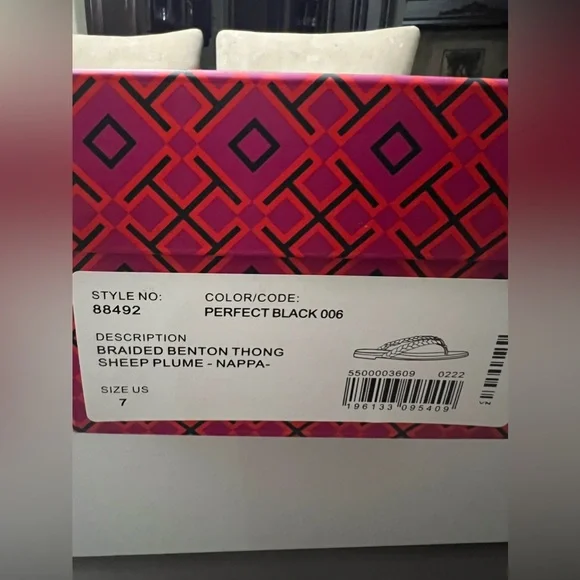 STYLE NO: COLOR/CODE:
88492 PERFECT BLACK 006
DESCRIPTION
BRAIDED BENTON THONG
SHEEP PLUME - NAPPA-
SIZE US
7
5500003609 0222
196133 095409